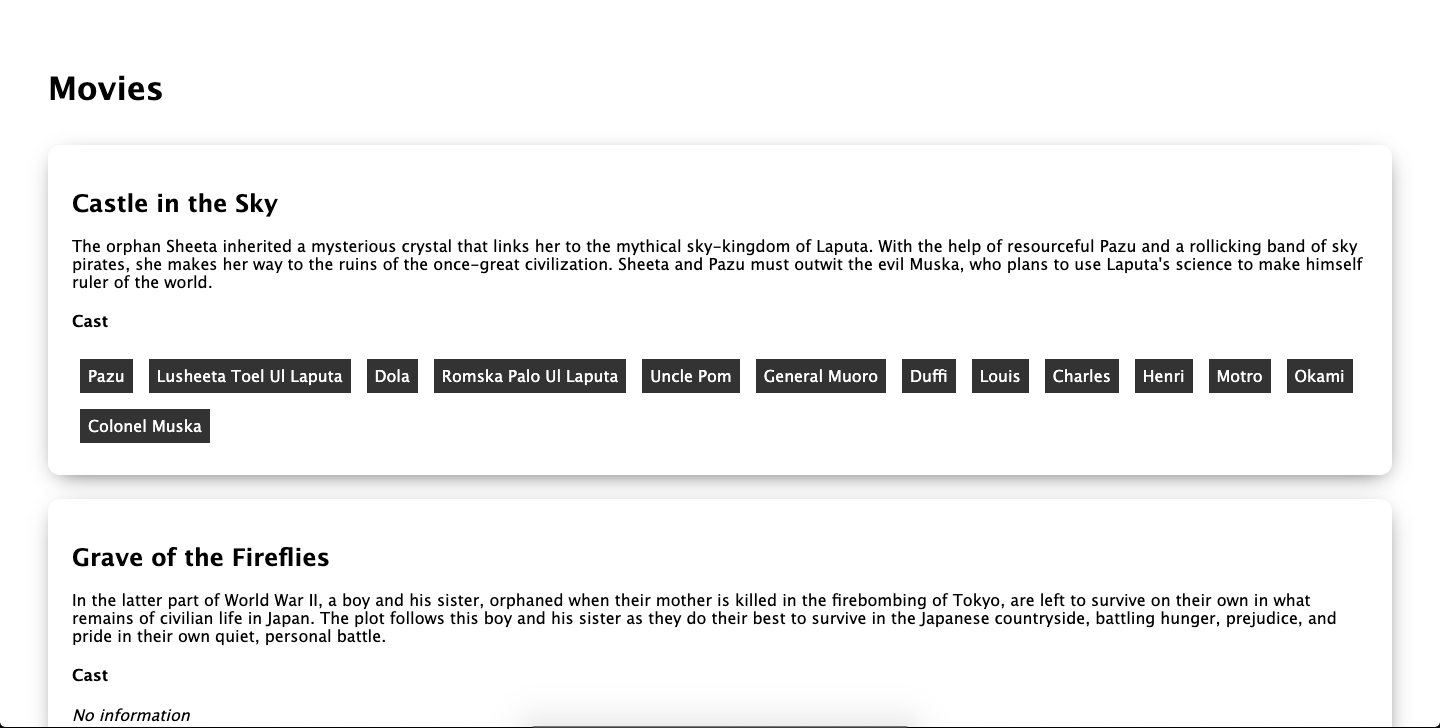 Movies
Castle in the Sky
The orphan Sheeta inherited a mysterious crystal that links her to the mythical sky-kingdom of Laputa. With the help of resourceful Pazu and a rollicking band of sky
pirates, she makes her way to the ruins of the once-great civilization. Sheeta and Pazu must outwit the evil Muska, who plans to use Laputa's science to make himself
ruler of the world.
Cast
Pazu Lusheeta Toel Ul Laputa Dola Romska Palo Ul Laputa Uncle Pom General Muoro Duffi Louis Charles Henri Motro Okami
Colonel Muska
Grave of the Fireflies
In the latter part of World War II, a boy and his sister, orphaned when their mother is killed in the firebombing of Tokyo, are left to survive on their own in what
remains of civilian life in Japan. The plot follows this boy and his sister as they do their best to survive in the Japanese countryside, battling hunger, prejudice, and
pride in their own quiet, personal battle.
Cast
No information